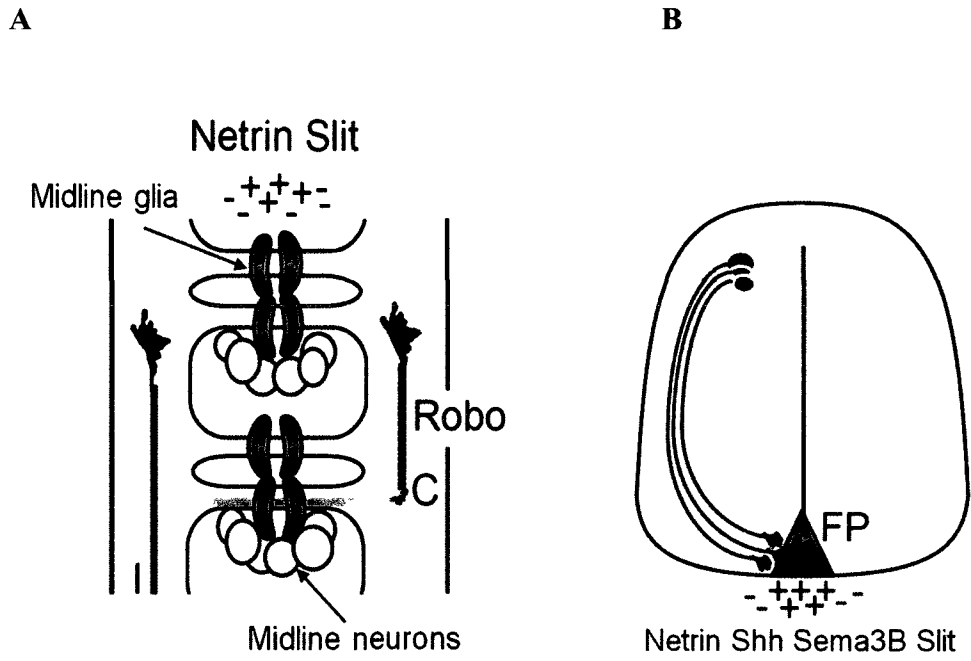 A
B
Netrin Slit
Midline glia
- + + + -
- + -
Robo
C
I
Midline neurons
FP
- + + + -
- + + -
Netrin Shh Sema3B Slit